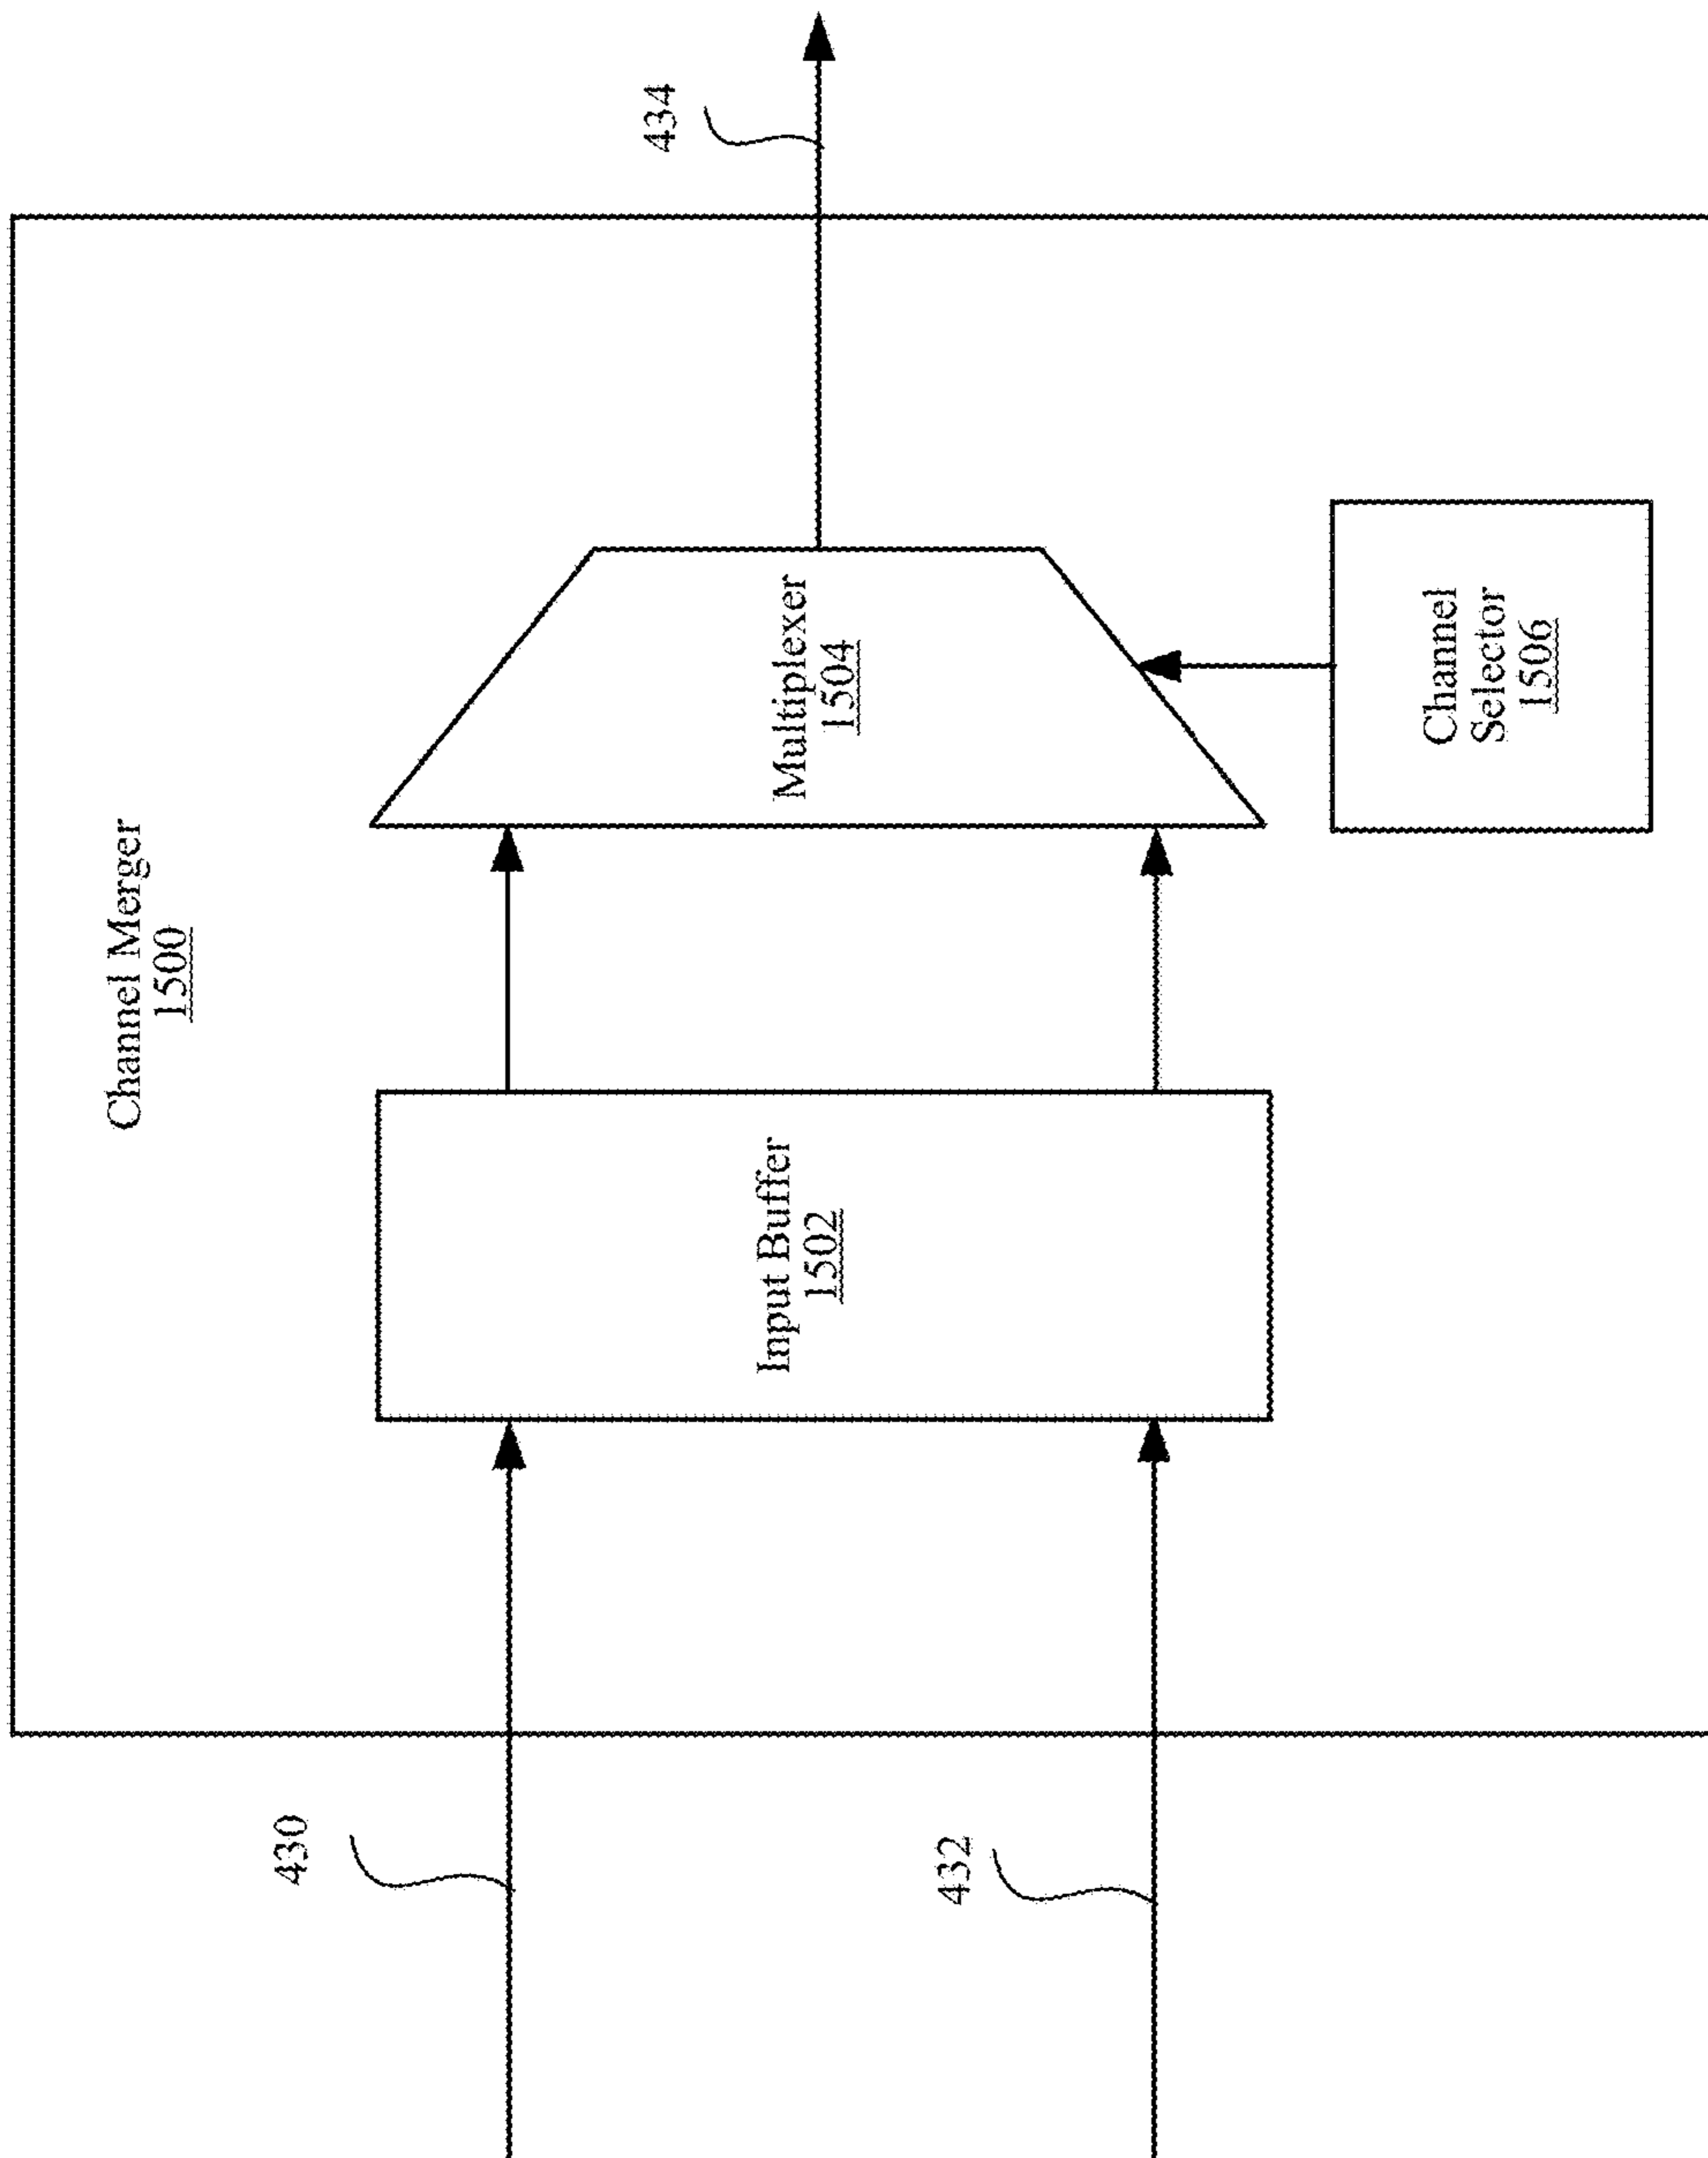 Channel Merger
1500
430
432
434
Input Buffer
1502
Multiplexer
1504
Channel
Selector
1506